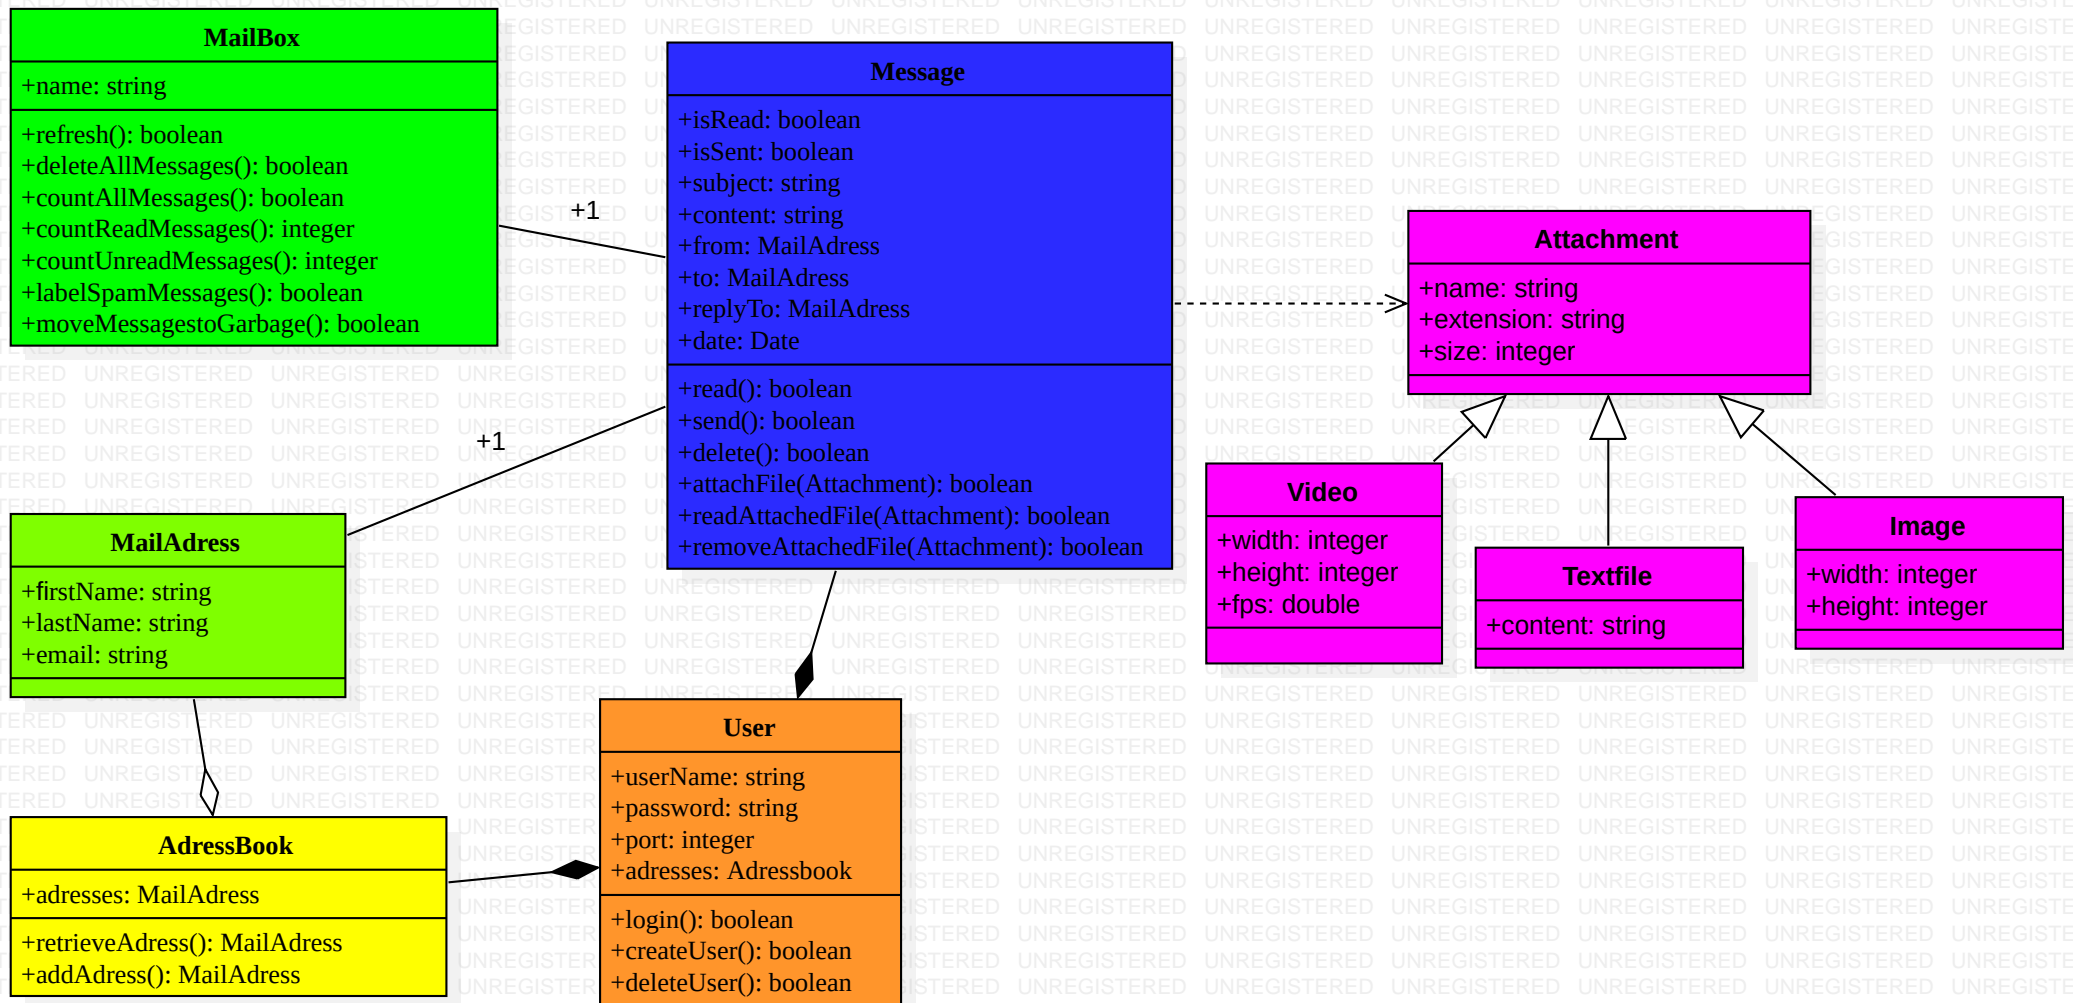 MailBox
+name: string
+refresh(): boolean
+deleteAllMessages(): boolean
+countAllMessages(): boolean
+countReadMessages(): integer
+countUnreadMessages(): integer
+labelSpamMessages(): boolean
+moveMessagestoGarbage(): boolean
+1
Message
+isRead: boolean
+isSent: boolean
+subject: string
+content: string
+from: MailAdress
+to: MailAdress
+replyTo: MailAdress
+date: Date
+read(): boolean
+send(): boolean
+delete(): boolean
+attachFile(Attachment): boolean
+readAttachedFile(Attachment): boolean
+removeAttachedFile(Attachment): boolean
Attachment
+name: string
+extension: string
+size: integer
Video
+width: integer
+height: integer
+fps: double
Textfile
+content: string
Image
+width: integer
+height: integer
+1
MailAdress
+firstName: string
+lastName: string
+email: string
AdressBook
+adresses: MailAdress
+retrieveAdress(): MailAdress
+addAdress(): MailAdress
User
+userName: string
+password: string
+port: integer
+adresses: Adressbook
+login(): boolean
+createUser(): boolean
+deleteUser(): boolean
UNREGISTERED